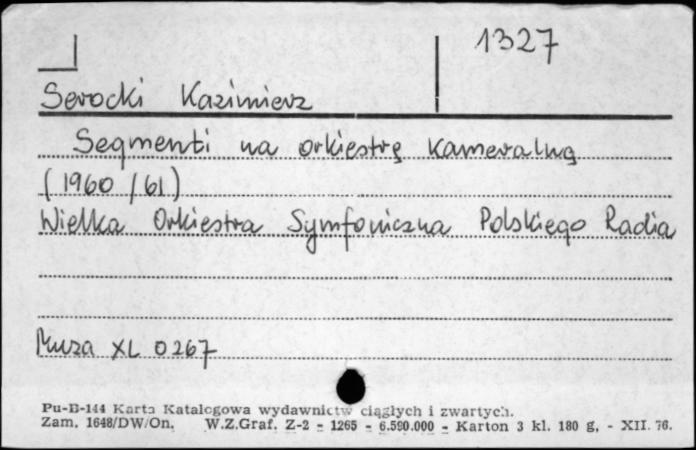 1327
Serocki Kazimierz
Segmenti na orkiestrę kameralną
(1960/61)
Wielka Orkiestra Symfoniczna Polskiego Radia
Muza XL 0267
Pu-B-144 Karta Katalogowa wydawnictw ciągłych i zwartych.
Zam. 1648/DW/On. W.Z.Graf. Z-2 - 1265 - 6.590.000 - Karton 3 kl. 180 g. - XII. 76.